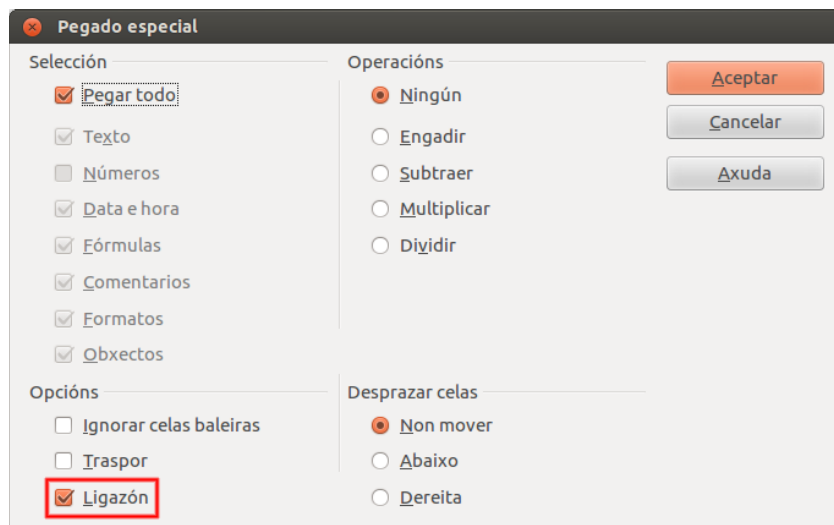 Pegado especial
Selección
Pegar todo
Texto
Números
Data e hora
Fórmulas
Comentarios
Formatos
Obxectos
Operacións
Ningún
Engadir
Subtraer
Multiplicar
Dividir
Aceptar
Cancelar
Axuda
Opcións
Ignorar celas baleiras
Traspor
Ligazón
Desprazar celas
Non mover
Abaixo
Dereita